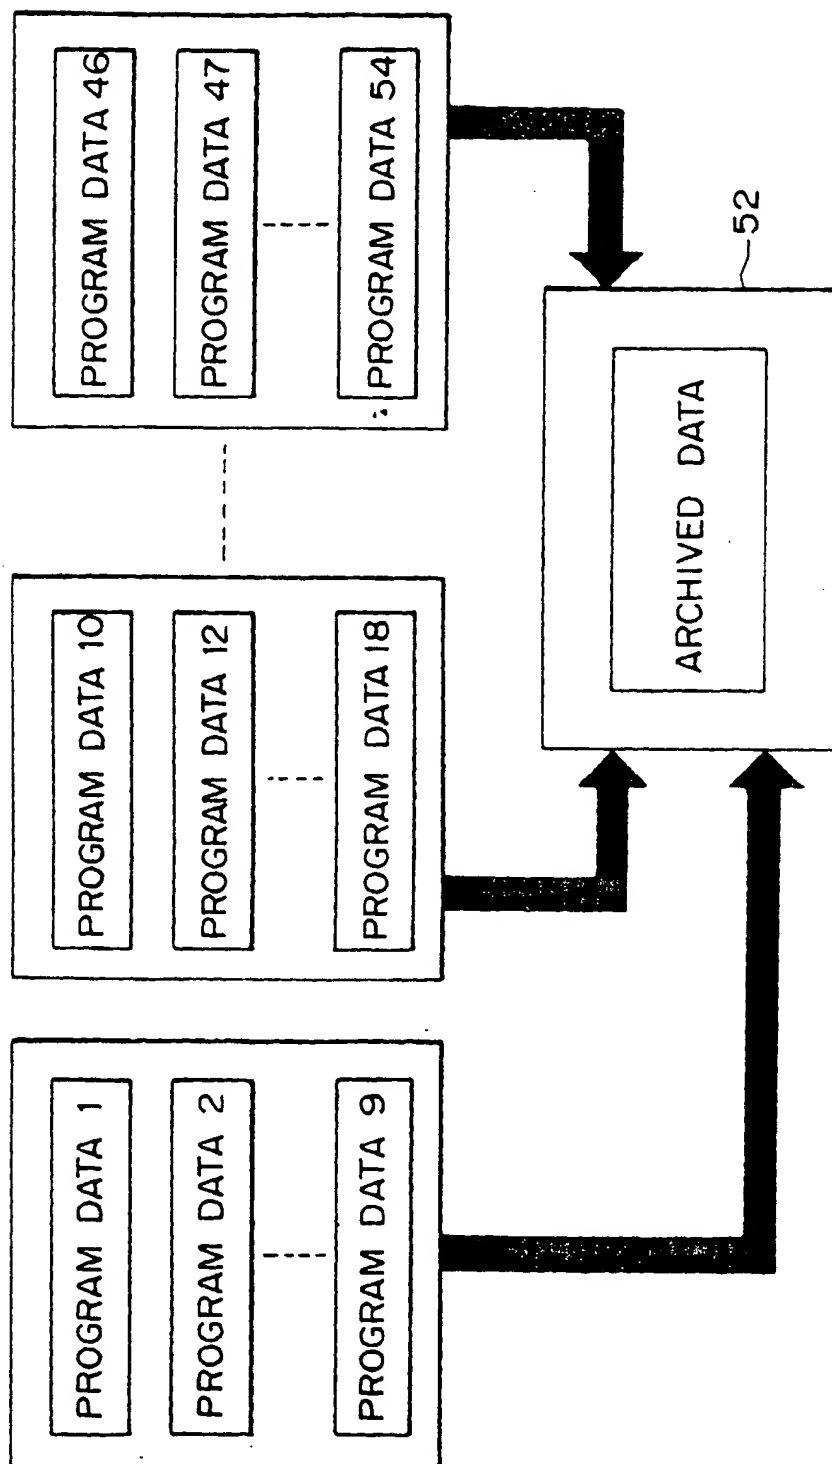 PROGRAM DATA 1
PROGRAM DATA 2
PROGRAM DATA 9
PROGRAM DATA 10
PROGRAM DATA 12
PROGRAM DATA 18
PROGRAM DATA 46
PROGRAM DATA 47
PROGRAM DATA 54
ARCHIVED DATA
52